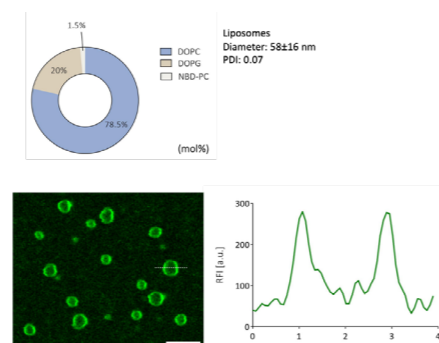 1.5%
20%
78.5%
DOPC
DOPG
NBD-PC
(mol%)
Liposomes
Diameter: 58±16 nm
PDI: 0.07
RFI [a.u.]
300
200
100
0
0 1 2 3 4